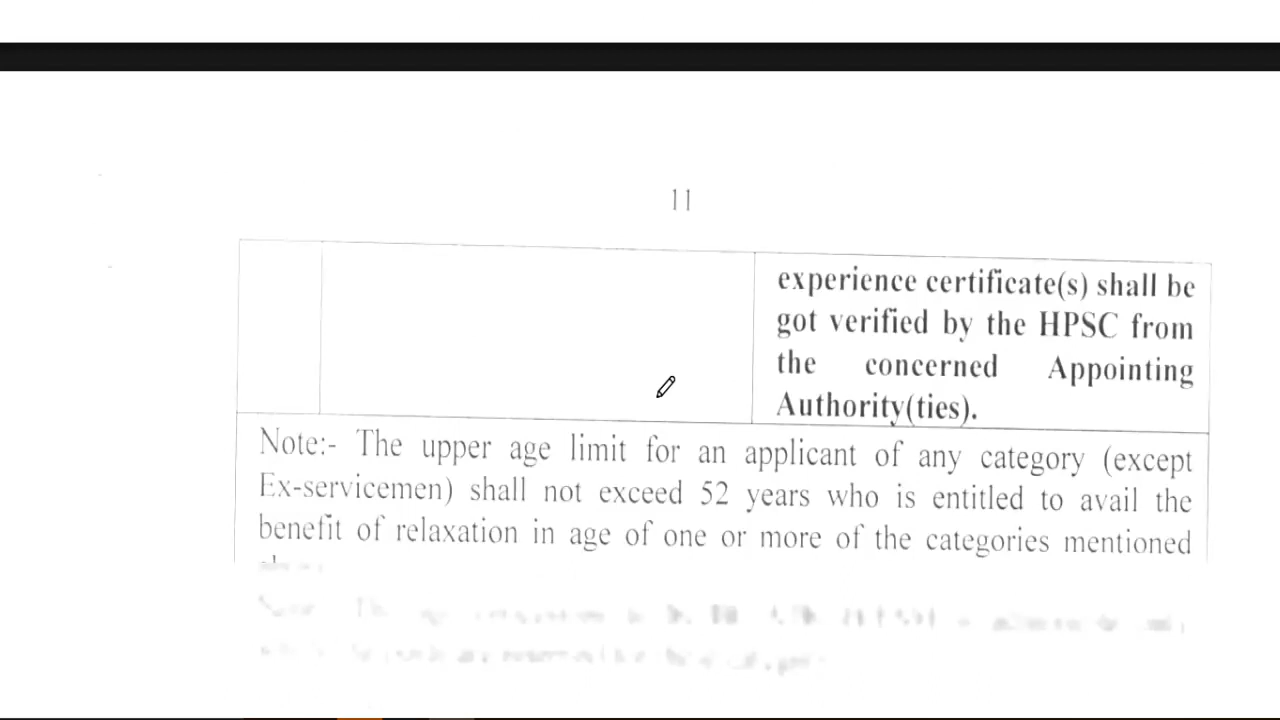 11
experience certificate(s) shall be
got verified by the HPSC from
the concerned Appointing
Authority(ties).
Note:- The upper age limit for an applicant of any category (except
Ex-servicemen) shall not exceed 52 years who is entitled to avail the
benefit of relaxation in age of one or more of the categories mentioned